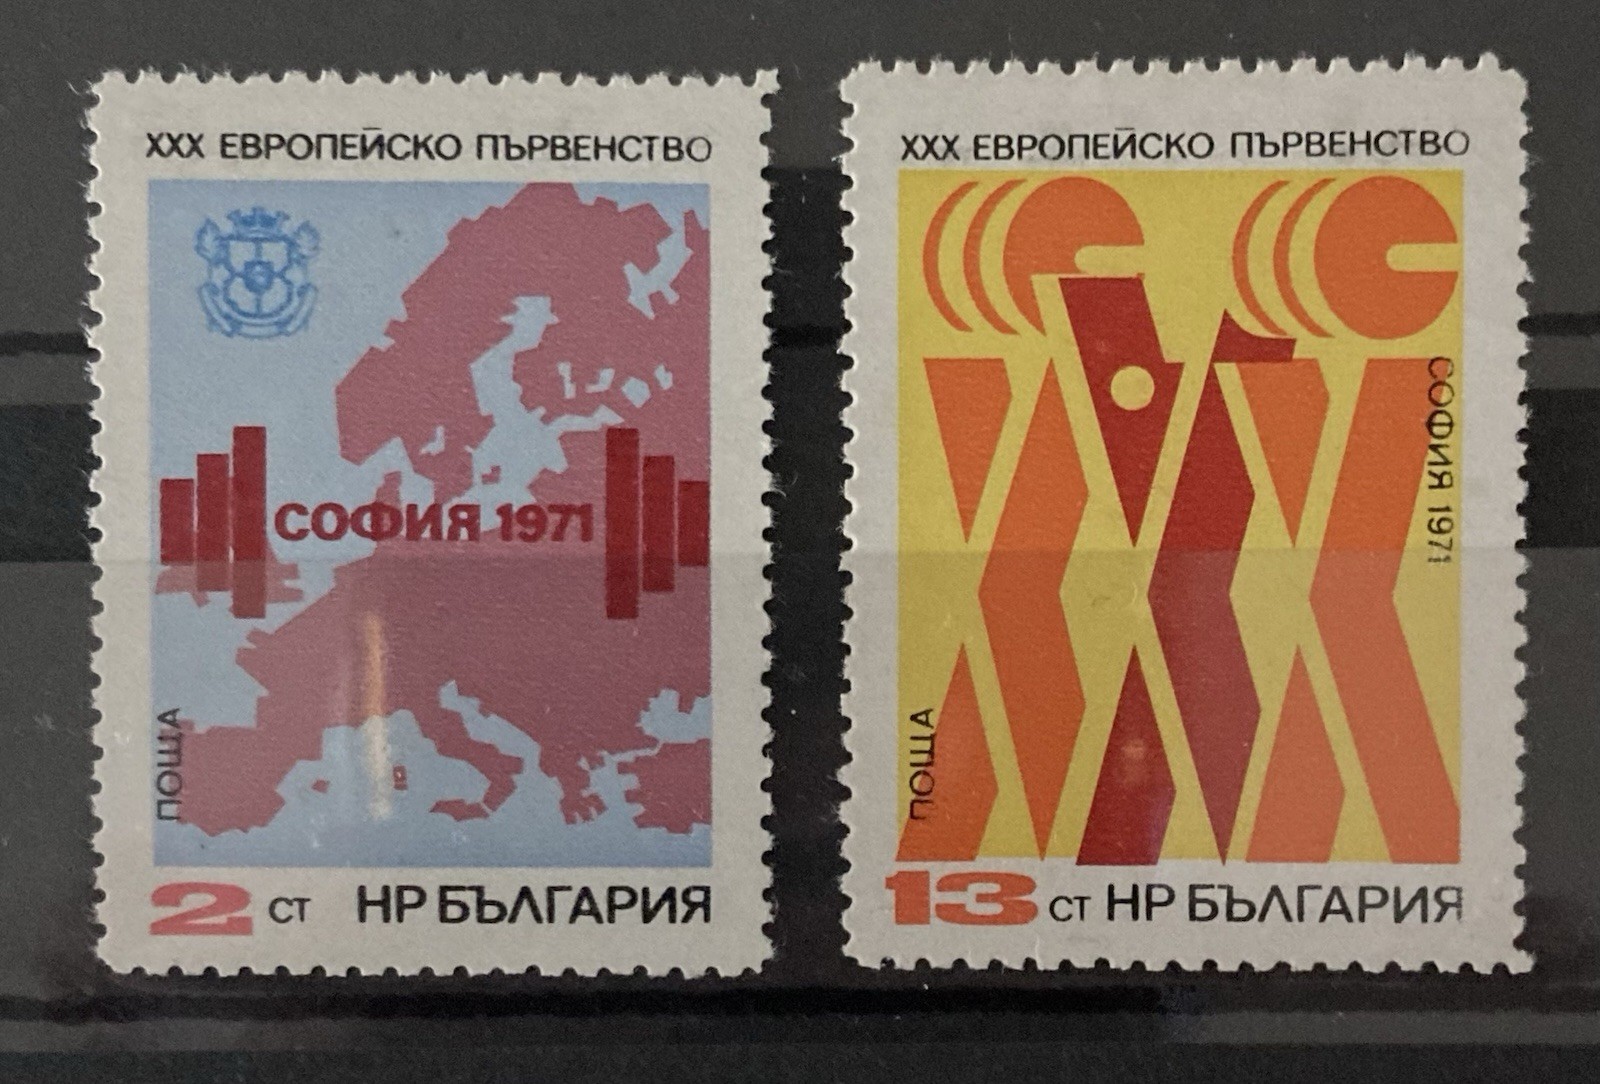 XXX ЕВРОПЕЙСКО ПЪРВЕНСТВО
СОФИЯ 1971
ПОЩА
2 СТ НР БЪЛГАРИЯ
XXX ЕВРОПЕЙСКО ПЪРВЕНСТВО
СОФИЯ 1971
ПОЩА
13 СТ НР БЪЛГАРИЯ